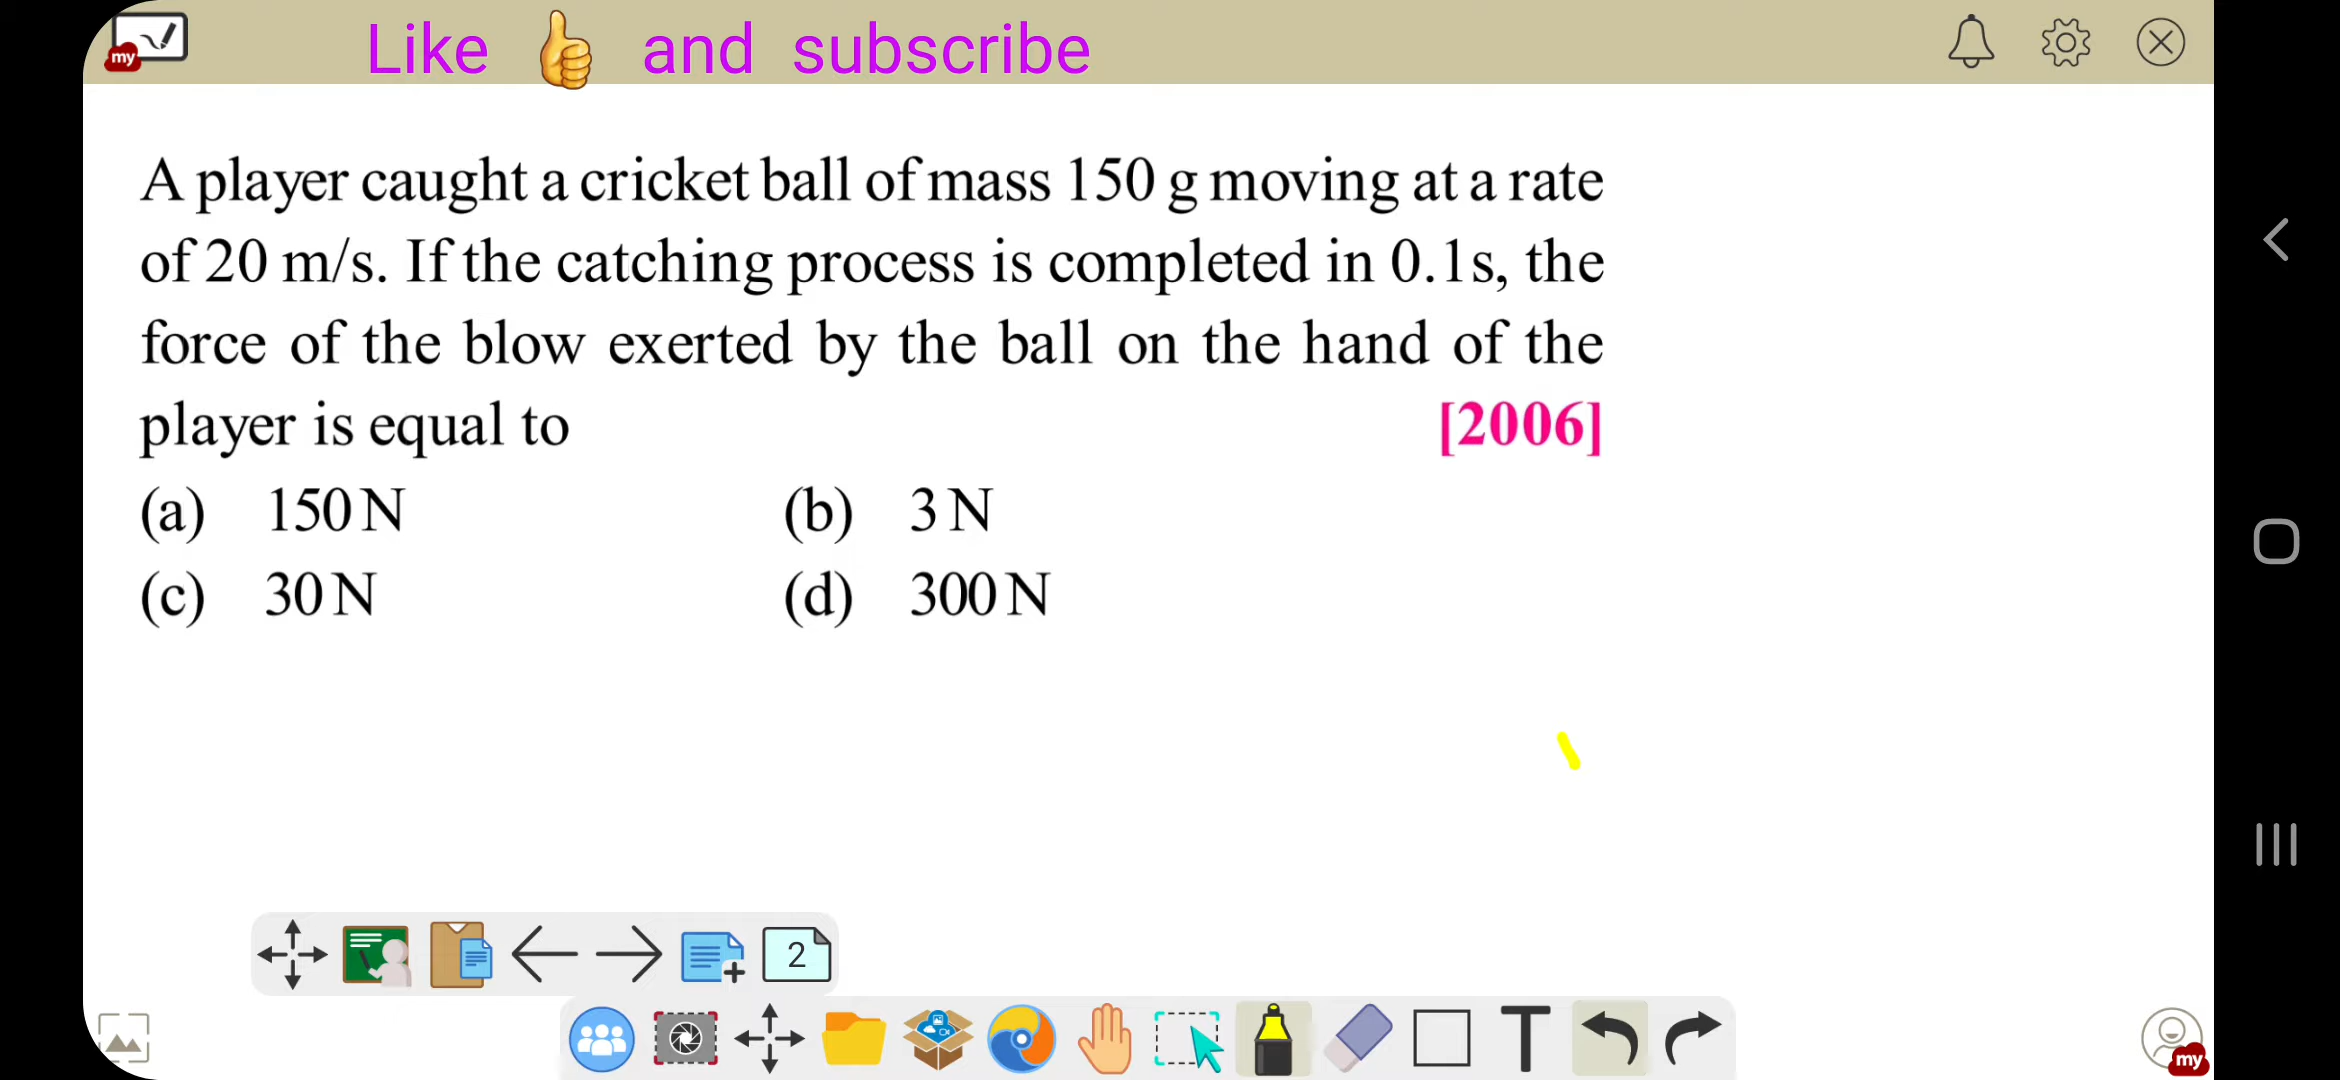 my
Like 👍 and subscribe
A player caught a cricket ball of mass 150 g moving at a rate
of 20 m/s. If the catching process is completed in 0.1s, the
force of the blow exerted by the ball on the hand of the
player is equal to [2006]
(a) 150 N (b) 3 N
(c) 30 N (d) 300 N
2
T
my